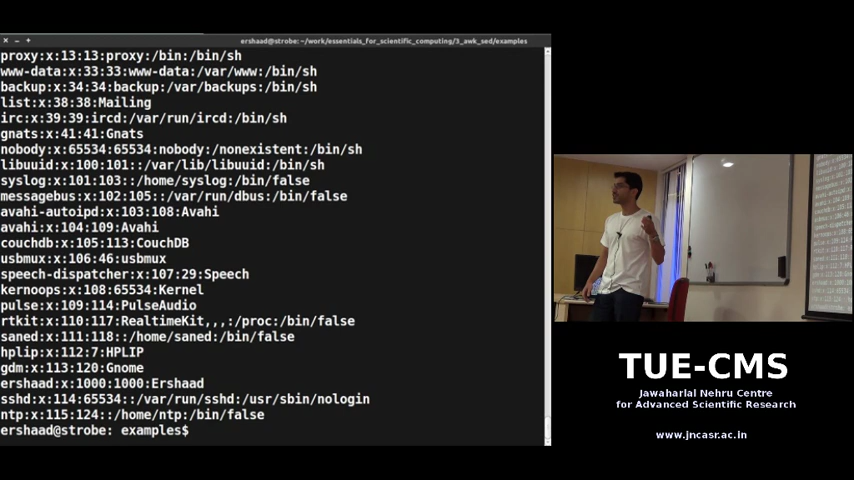 ershaad@strobe: ~/work/essentials_for_scientific_computing/3_awk_sed/examples
proxy:x:13:13:proxy:/bin:/bin/sh
www-data:x:33:33:www-data:/var/www:/bin/sh
backup:x:34:34:backup:/var/backups:/bin/sh
list:x:38:38:Mailing
irc:x:39:39:ircd:/var/run/ircd:/bin/sh
gnats:x:41:41:Gnats
nobody:x:65534:65534:nobody:/nonexistent:/bin/sh
libuuid:x:100:101::/var/lib/libuuid:/bin/sh
syslog:x:101:103::/home/syslog:/bin/false
messagebus:x:102:105::/var/run/dbus:/bin/false
avahi-autoipd:x:103:108:Avahi
avahi:x:104:109:Avahi
couchdb:x:105:113:CouchDB
usbmux:x:106:46:usbmux
speech-dispatcher:x:107:29:Speech
kernoops:x:108:65534:Kernel
pulse:x:109:114:PulseAudio
rtkit:x:110:117:RealtimeKit,,,:/proc:/bin/false
saned:x:111:118::/home/saned:/bin/false
hplip:x:112:7:HPLIP
gdm:x:113:120:Gnome
ershaad:x:1000:1000:Ershaad
sshd:x:114:65534::/var/run/sshd:/usr/sbin/nologin
ntp:x:115:124::/home/ntp:/bin/false
ershaad@strobe: examples$
TUE-CMS
Jawaharlal Nehru Centre
for Advanced Scientific Research
www.jncasr.ac.in